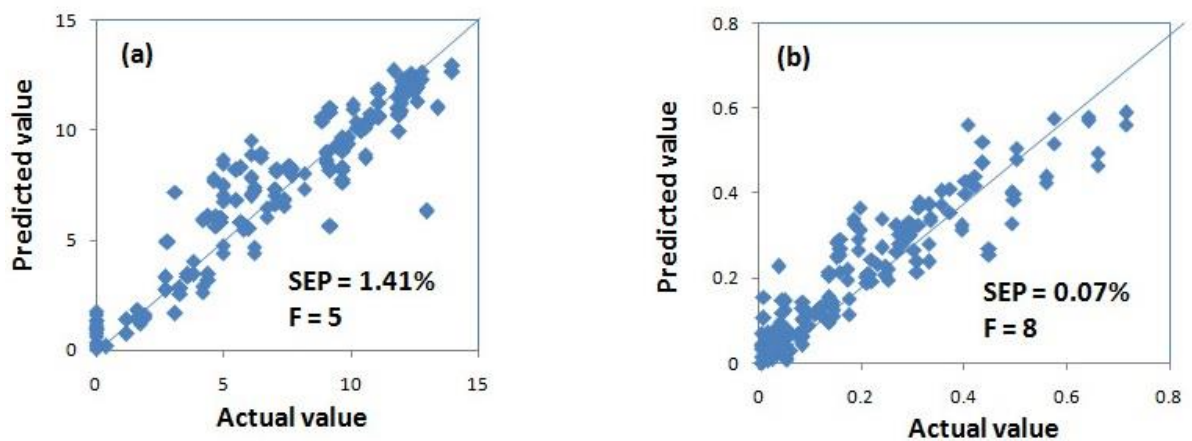 (a)
Predicted value
15
10
5
0
SEP = 1.41%
F = 5
0 5 10 15
Actual value
(b)
Predicted value
0.8
0.6
0.4
0.2
0
SEP = 0.07%
F = 8
0 0.2 0.4 0.6 0.8
Actual value